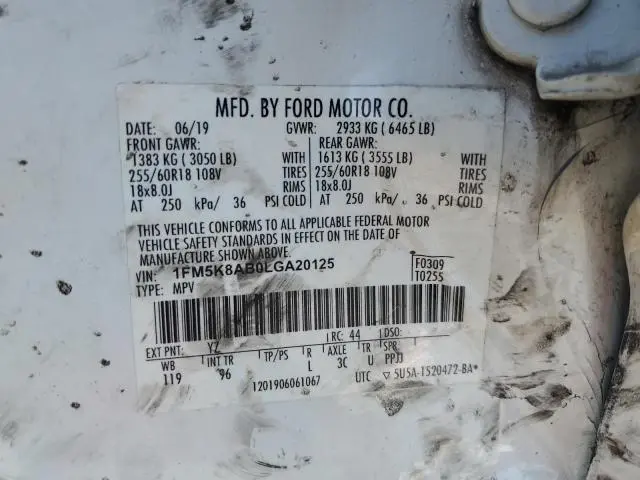 MFD. BY FORD MOTOR CO.
DATE: 06/19 GVWR: 2933 KG ( 6465 LB)
FRONT GAWR: REAR GAWR:
1383 KG ( 3050 LB) WITH 1613 KG ( 3555 LB) WITH
255/60R18 108V TIRES 255/60R18 108V TIRES
18x8.0J RIMS 18x8.0J RIMS
AT 250 kPa/ 36 PSI COLD AT 250 kPa/ 36 PSI COLD
THIS VEHICLE CONFORMS TO ALL APPLICABLE FEDERAL MOTOR
VEHICLE SAFETY STANDARDS IN EFFECT ON THE DATE OF
MANUFACTURE SHOWN ABOVE.
VIN: 1FM5K8AB0LGA20125 F0309
TYPE: MPV T0255
EXT PNT: YZ RC: 44 DSO:
WB INT TR TP/PS R AXLE TR SPR
119 96 L 3C U PPJJ
1201906061067 UTC ▽ 5U5A-1520472-BA*